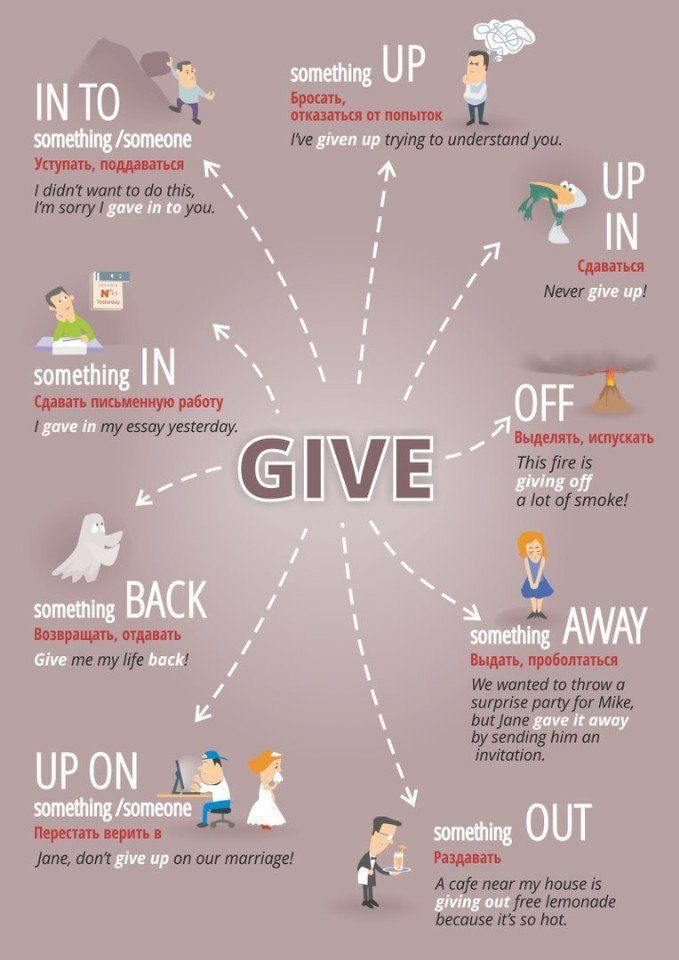 IN TO
something /someone
Уступать, поддаваться
I didn't want to do this,
I'm sorry I gave in to you.
something UP
Бросать,
отказаться от попыток
I've given up trying to understand you.
UP
IN
Сдаваться
Never give up!
Yesterday
something IN
Сдавать письменную работу
I gave in my essay yesterday.
OFF
Выделять, испускать
This fire is
giving off
a lot of smoke!
GIVE
something BACK
Возвращать, отдавать
Give me my life back!
something AWAY
Выдать, проболтаться
We wanted to throw a
surprise party for Mike,
but Jane gave it away
by sending him an
invitation.
UP ON
something /someone
Перестать верить в
Jane, don't give up on our marriage!
something OUT
Раздавать
A cafe near my house is
giving out free lemonade
because it's so hot.